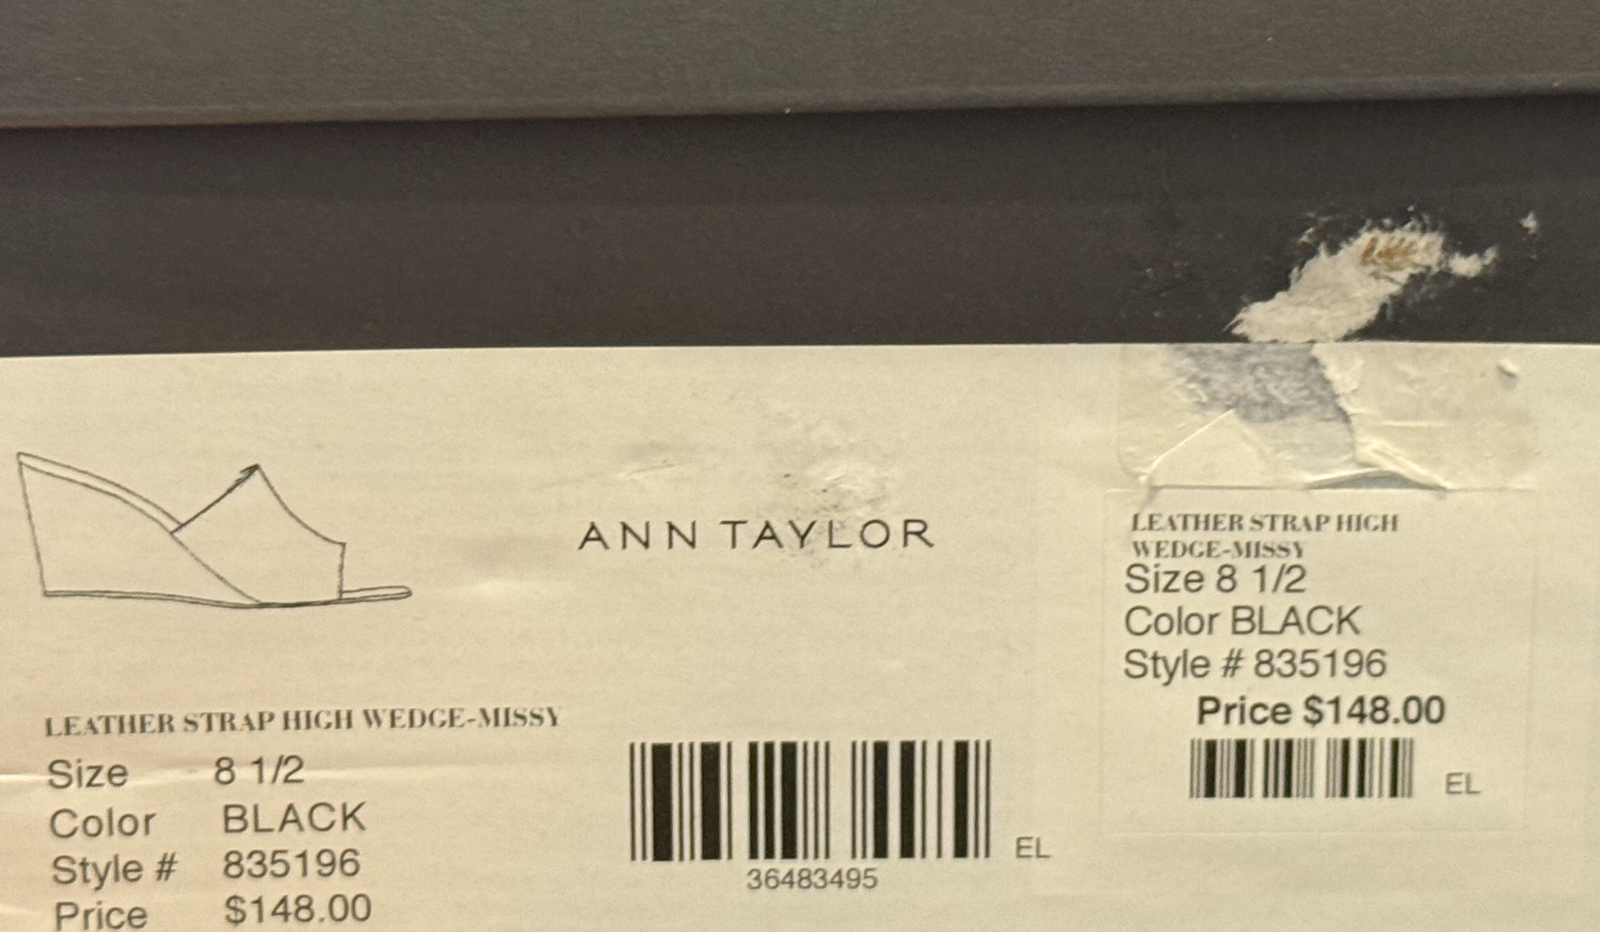 ANN TAYLOR
LEATHER STRAP HIGH WEDGE-MISSY
Size 8 1/2
Color BLACK
Style # 835196
Price $148.00
36483495
EL
LEATHER STRAP HIGH
WEDGE-MISSY
Size 8 1/2
Color BLACK
Style # 835196
Price $148.00
EL